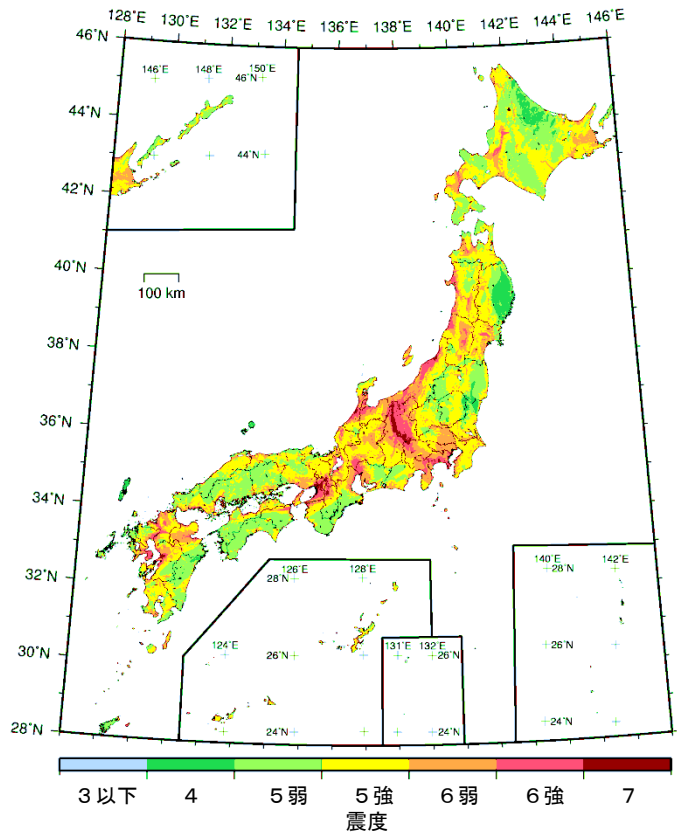 128°E 130°E 132°E 134°E 136°E 138°E 140°E 142°E 144°E 146°E
46°N
146°E 148°E 150°E
46°N
44°N
44°N
42°N
40°N
100 km
38°N
36°N
34°N
32°N
126°E 128°E
28°N
140°E 142°E
28°N
30°N
124°E
26°N
131°E 132°E
26°N
26°N
28°N
24°N
24°N
24°N
3以下 4 5弱 5強 6弱 6強 7
震度